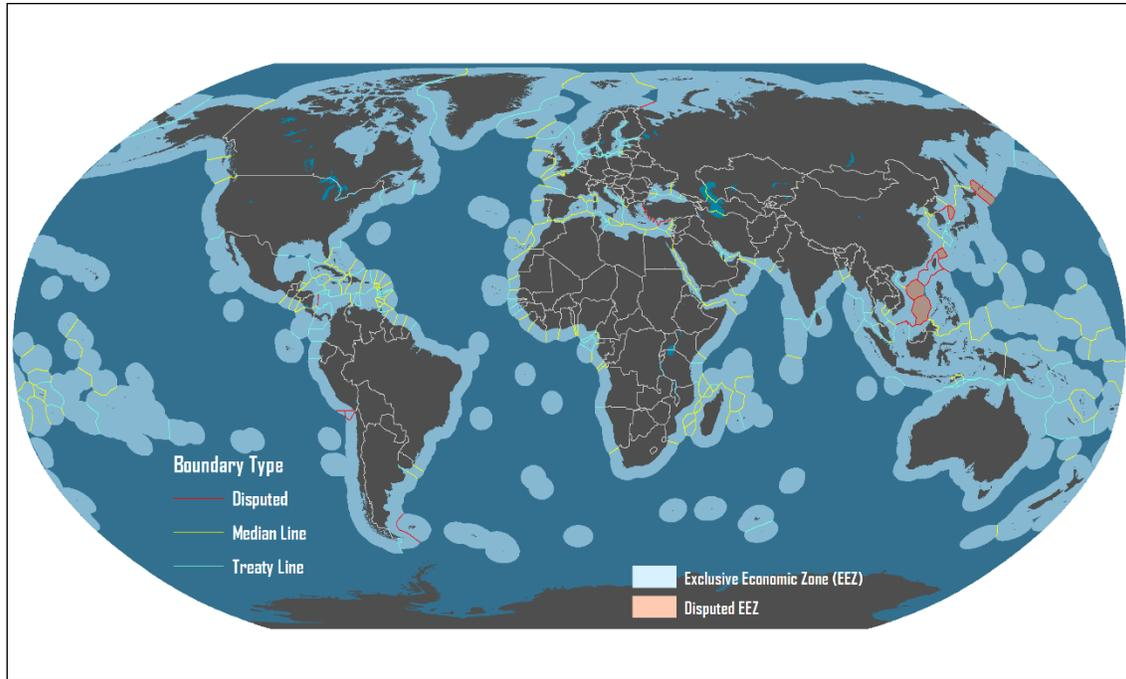 Boundary Type
Disputed
Median Line
Treaty Line
Exclusive Economic Zone (EEZ)
Disputed EEZ